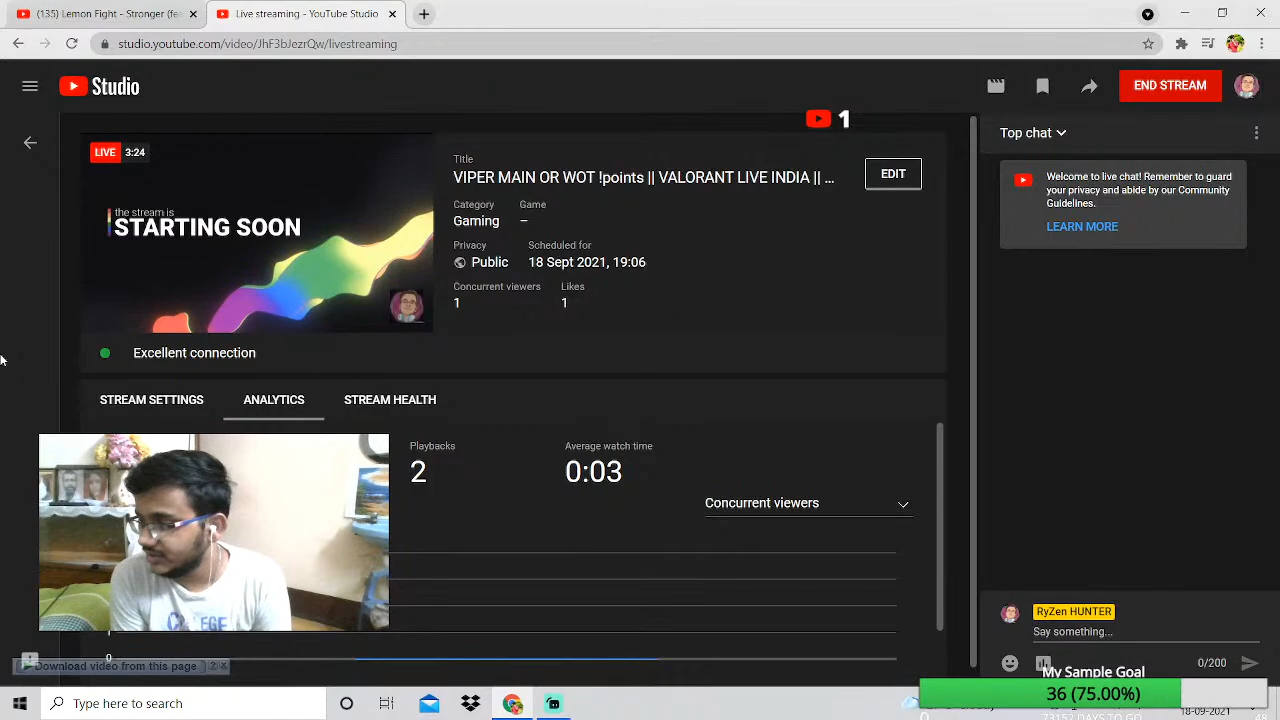 (135) Lemon Fight - Stronger (fe
Live streaming - YouTube Studio
studio.youtube.com/video/JhF3bJezrQw/livestreaming
Studio
END STREAM
1
LIVE 3:24
the stream is
STARTING SOON
Title
VIPER MAIN OR WOT !points || VALORANT LIVE INDIA || ...
EDIT
Category Game
Gaming –
Privacy Scheduled for
Public 18 Sept 2021, 19:06
Concurrent viewers Likes
1 1
Excellent connection
STREAM SETTINGS ANALYTICS STREAM HEALTH
Playbacks Average watch time
2 0:03
Concurrent viewers
0
Download video from this page ?
Top chat
Welcome to live chat! Remember to guard
your privacy and abide by our Community
Guidelines.
LEARN MORE
RyZen HUNTER
Say something...
0/200
My Sample Goal
36 (75.00%)
0
Type here to search
18-09-2021